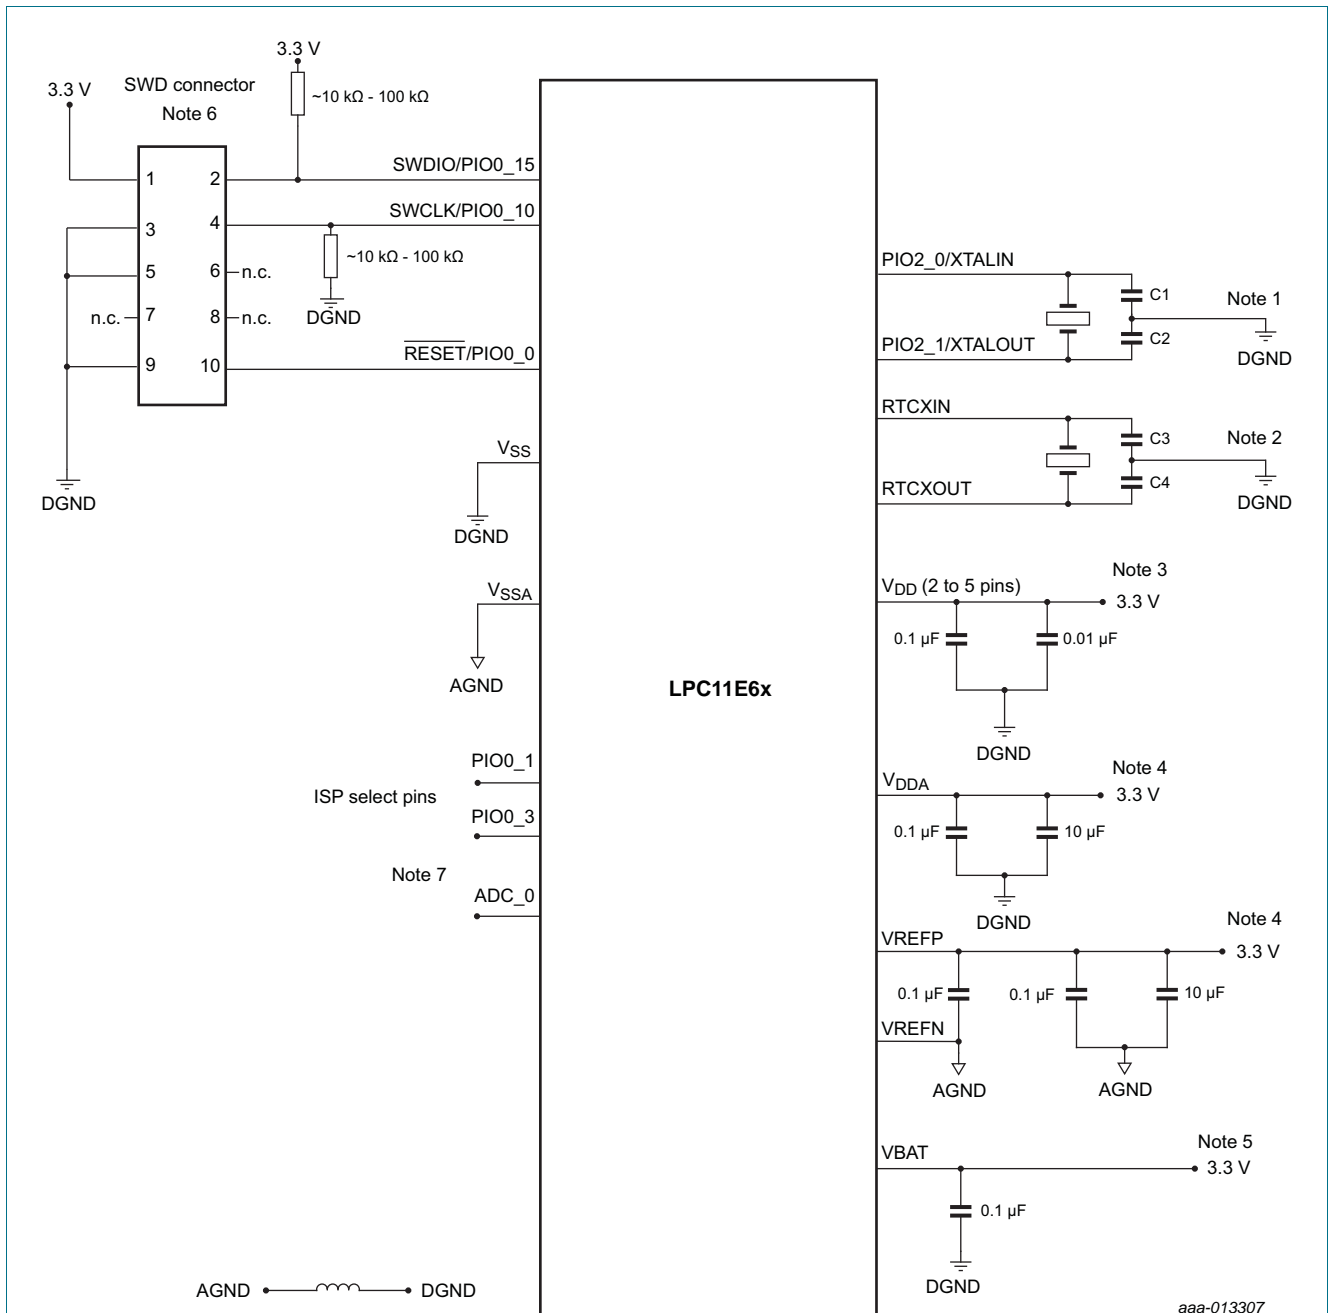 3.3 V
3.3 V
SWD connector
Note 6
~10 kΩ - 100 kΩ
1
2
SWDIO/PIO0_15
3
4
SWCLK/PIO0_10
~10 kΩ - 100 kΩ
DGND
5
6
n.c.
n.c.
7
8
n.c.
9
10
RESET/PIO0_0
DGND
VSS
DGND
VSSA
AGND
PIO0_1
ISP select pins
PIO0_3
Note 7
ADC_0
AGND
DGND
LPC11E6x
PIO2_0/XTALIN
C1
Note 1
C2
DGND
PIO2_1/XTALOUT
RTCXIN
C3
Note 2
C4
DGND
RTCXOUT
Note 3
VDD (2 to 5 pins)
3.3 V
0.1 µF
0.01 µF
DGND
Note 4
VDDA
3.3 V
0.1 µF
10 µF
DGND
Note 4
VREFP
3.3 V
0.1 µF
0.1 µF
10 µF
VREFN
AGND
AGND
Note 5
VBAT
3.3 V
0.1 µF
DGND
aaa-013307